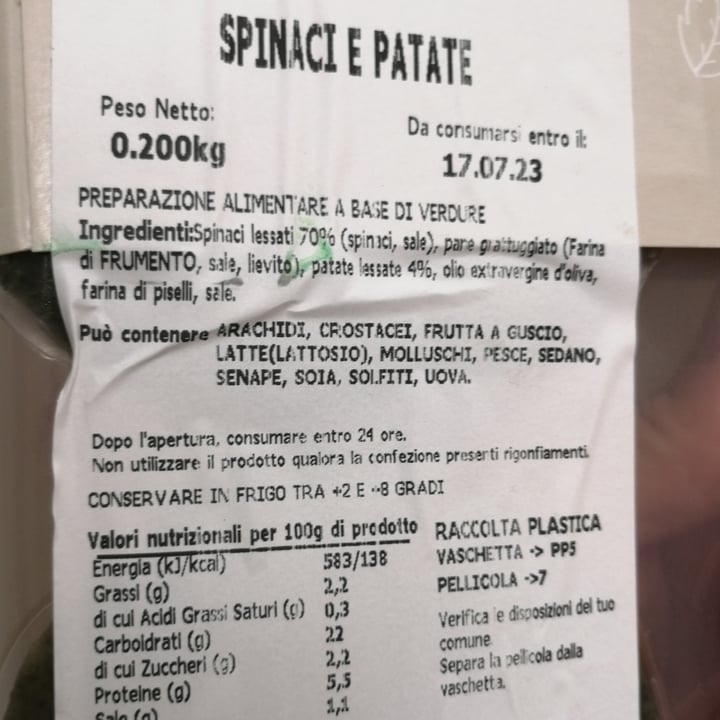 SPINACI E PATATE
Peso Netto:
0.200kg
Da consumarsi entro il:
17.07.23
PREPARAZIONE ALIMENTARE A BASE DI VERDURE
Ingredienti:Spinaci lessati 70% (spinaci, sale), pane grattuggiato (Farina
di FRUMENTO, sale, lievito), patate lessate 4%, olio extravergine d'oliva,
farina di piselli, sale.
Può contenere ARACHIDI, CROSTACEI, FRUTTA A GUSCIO,
LATTE(LATTOSIO), MOLLUSCHI, PESCE, SEDANO,
SENAPE, SOIA, SOLFITI, UOVA.
Dopo l'apertura, consumare entro 24 ore.
Non utilizzare il prodotto qualora la confezione presenti rigonfiamenti.
CONSERVARE IN FRIGO TRA +2 E +8 GRADI
Valori nutrizionali per 100g di prodotto
Energia (kJ/kcal) 583/138
Grassi (g) 2,2
di cui Acidi Grassi Saturi (g) 0,3
Carboidrati (g) 22
di cui Zuccheri (g) 2,2
Proteine (g) 5,5
Sale (g) 1,1
RACCOLTA PLASTICA
VASCHETTA -> PP5
PELLICOLA ->7
Verifica le disposizioni del tuo
comune.
Separa la pellicola dalla
vaschetta.